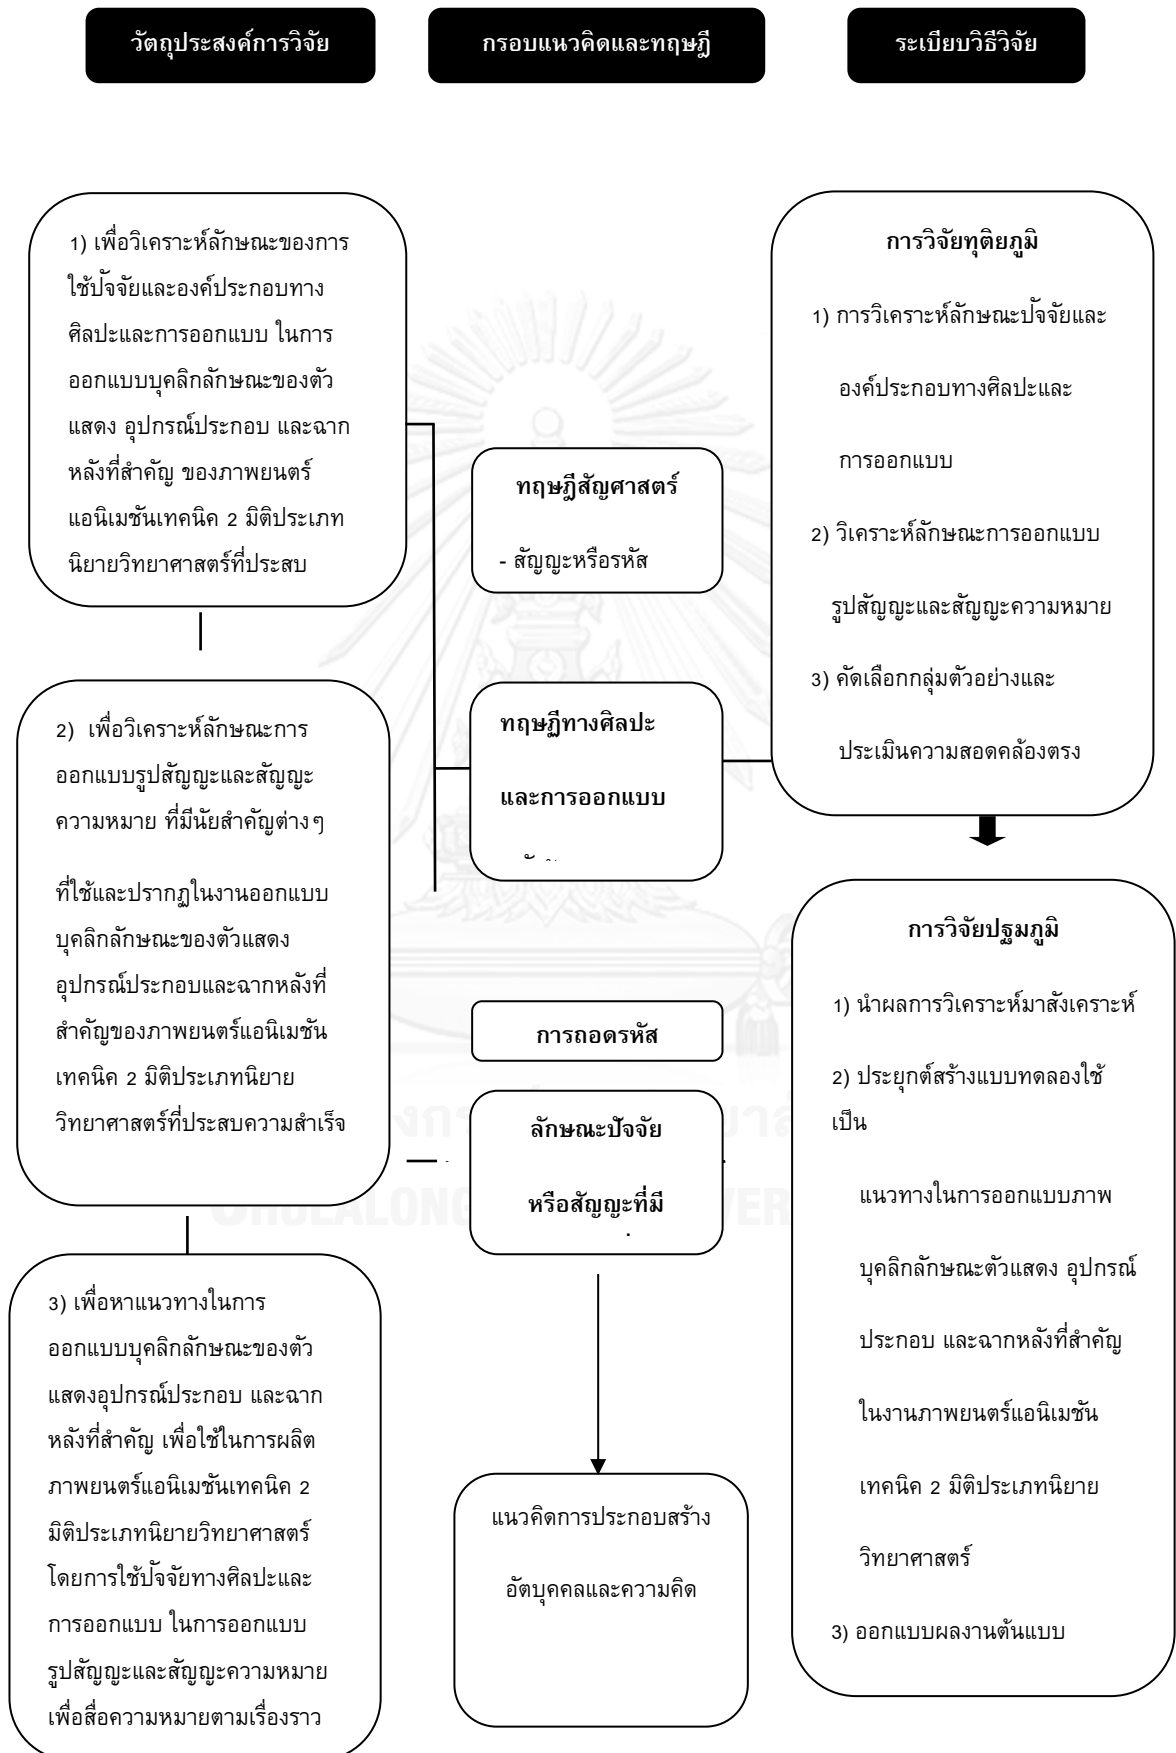 วัตถุประสงค์การวิจัย
กรอบแหวคิดและทฤษฎี
ระเบียบวิธีวิจัย
1) เพื่อวิเคราะห์ลักษณะของการ
ใช้ปัจจัยและองค์ประกอบทาง
ศิลปะและการออกแบบ ในการ
ออกแบบบุคลิกลักษณะของตัว
แสดง อุปกรณ์ประกอบ และฉาก
หลังที่สำคัญ ของภาพยนตร์
แอนิเมชันเทคนิค 2 มิติประเภท
นิยายวิทยาศาสตร์ที่ประสบ
2) เพื่อวิเคราะห์ลักษณะการ
ออกแบบรูปสัญญะและสัญญะ
ความหมาย ที่มีนัยสำคัญต่างๆ
ที่ใช้และปรากฏในงานออกแบบ
บุคลิกลักษณะของตัวแสดง
อุปกรณ์ประกอบและฉากหลังที่
สำคัญของภาพยนตร์แอนิเมชัน
เทคนิค 2 มิติประเภทนิยาย
วิทยาศาสตร์ที่ประสบความสำเร็จ
3) เพื่อหาแนวทางในการ
ออกแบบบุคลิกลักษณะของตัว
แสดงอุปกรณ์ประกอบ และฉาก
หลังที่สำคัญ เพื่อใช้ในการผลิต
ภาพยนตร์แอนิเมชันเทคนิค 2
มิติประเภทนิยายวิทยาศาสตร์
โดยการใช้ปัจจัยทางศิลปะและ
การออกแบบ ในการออกแบบ
รูปสัญญะและสัญญะความหมาย
เพื่อสื่อความหมายตามเรื่องราว
ทฤษฎีสัญศาสตร์
- สัญญะหรือรหัส
ทฤษฏีทางศิลปะ
และการออกแบบ
การถอดรหัส
ลักษณะปัจจัย
หรือสัญญะที่มี
แนวคิดการประกอบสร้าง
อัตบุคคลและความคิด
การวิจัยทุติยภูมิ
1) การวิเคราะห์ลักษณะปัจจัยและ
องค์ประกอบทางศิลปะและ
การออกแบบ
2) วิเคราะห์ลักษณะการออกแบบ
รูปสัญญะและสัญญะความหมาย
3) คัดเลือกกลุ่มตัวอย่างและ
ประเมินความสอดคล้องตรง
การวิจัยปฐมภูมิ
1) นำผลการวิเคราะห์มาสังเคราะห์
2) ประยุกต์สร้างแบบทดลองใช้
เป็น
แนวทางในการออกแบบภาพ
บุคลิกลักษณะตัวแสดง อุปกรณ์
ประกอบ และฉากหลังที่สำคัญ
ในงานภาพยนตร์แอนิเมชัน
เทคนิค 2 มิติประเภทนิยาย
วิทยาศาสตร์
3) ออกแบบผลงานต้นแบบ